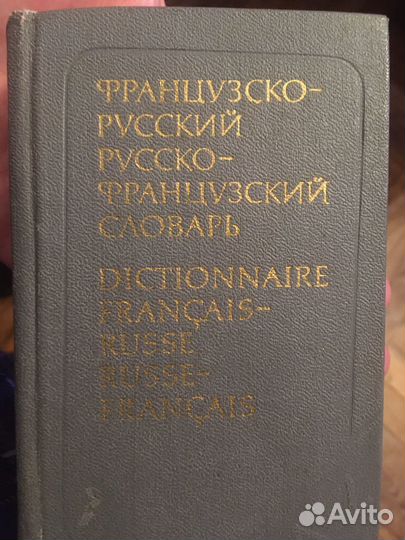 ФРАНЦУЗСКО-
РУССКИЙ
РУССКО-
ФРАНЦУЗСКИЙ
СЛОВАРЬ
DICTIONNAIRE
FRANÇAIS-
RUSSE
RUSSE-
FRANÇAIS
Avito